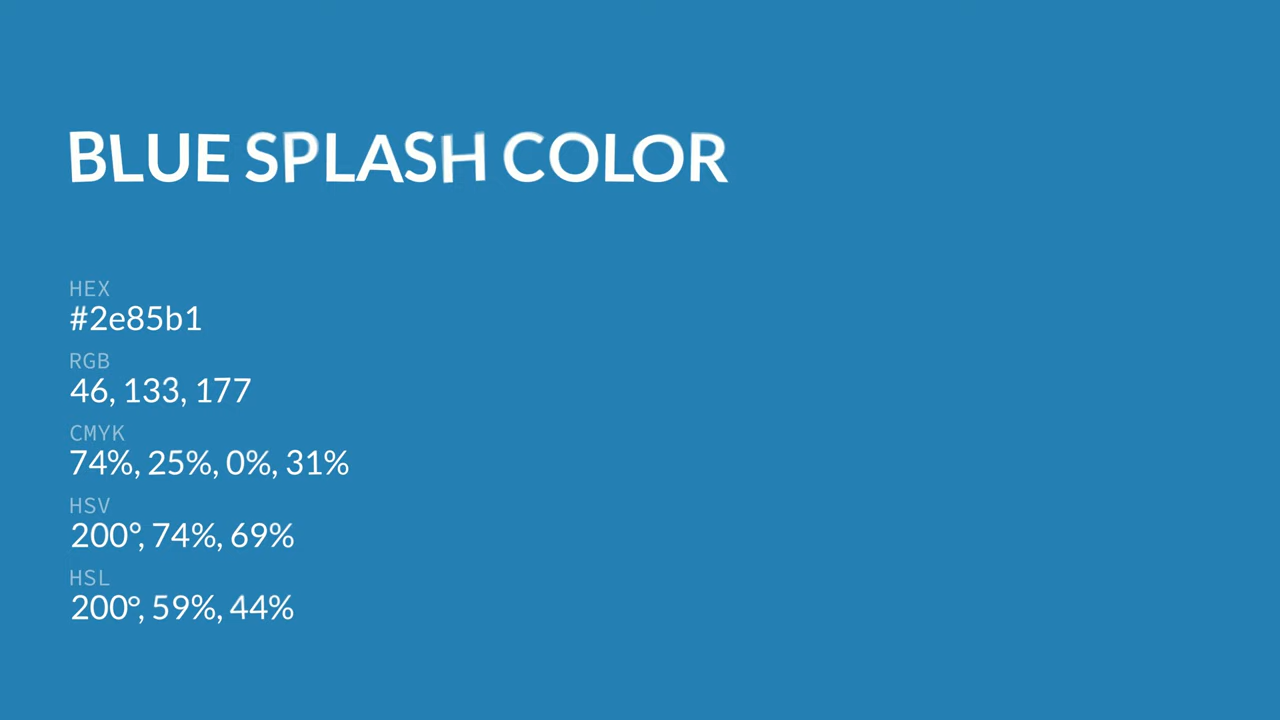 BLUE SPLASH COLOR
HEX
#2e85b1
RGB
46, 133, 177
CMYK
74%, 25%, 0%, 31%
HSV
200°, 74%, 69%
HSL
200°, 59%, 44%